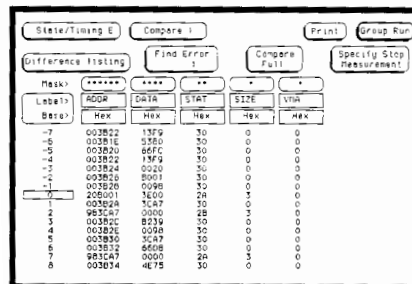 State/Timing E Compare 1 Print Group Run
Difference listing Find Error 1 Compare Full Specify Stop Measurement
Mask> ****** **** ** * *
Label> ADDR DATA STAT SIZE VMA
Base> Hex Hex Hex Hex Hex
-7 003B22 13F9 30 0 0
-6 003B1E 5380 30 0 0
-5 003B20 66FC 30 0 0
-4 003B22 13F9 30 0 0
-3 003B24 0020 30 0 0
-2 003B26 8001 30 0 0
-1 003B28 0098 30 0 0
0 208001 3E00 2A 3 0
1 003B2A 3CA7 30 0 0
2 983CA7 0000 2B 3 0
3 003B2C B239 30 0 0
4 003B2E 0098 30 0 0
5 003B30 3CA7 30 0 0
6 003B32 66D8 30 0 0
7 983CA7 0000 2A 3 0
8 003B34 4E75 30 0 0